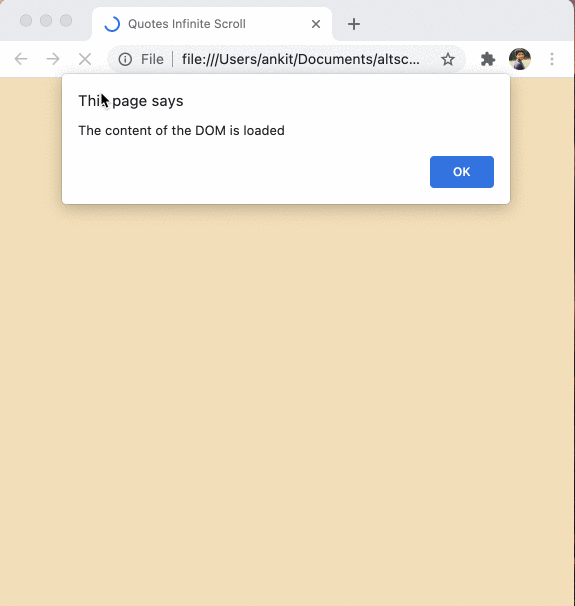 Quotes Infinite Scroll
File
file:///Users/ankit/Documents/altsc...
This page says
The content of the DOM is loaded
OK